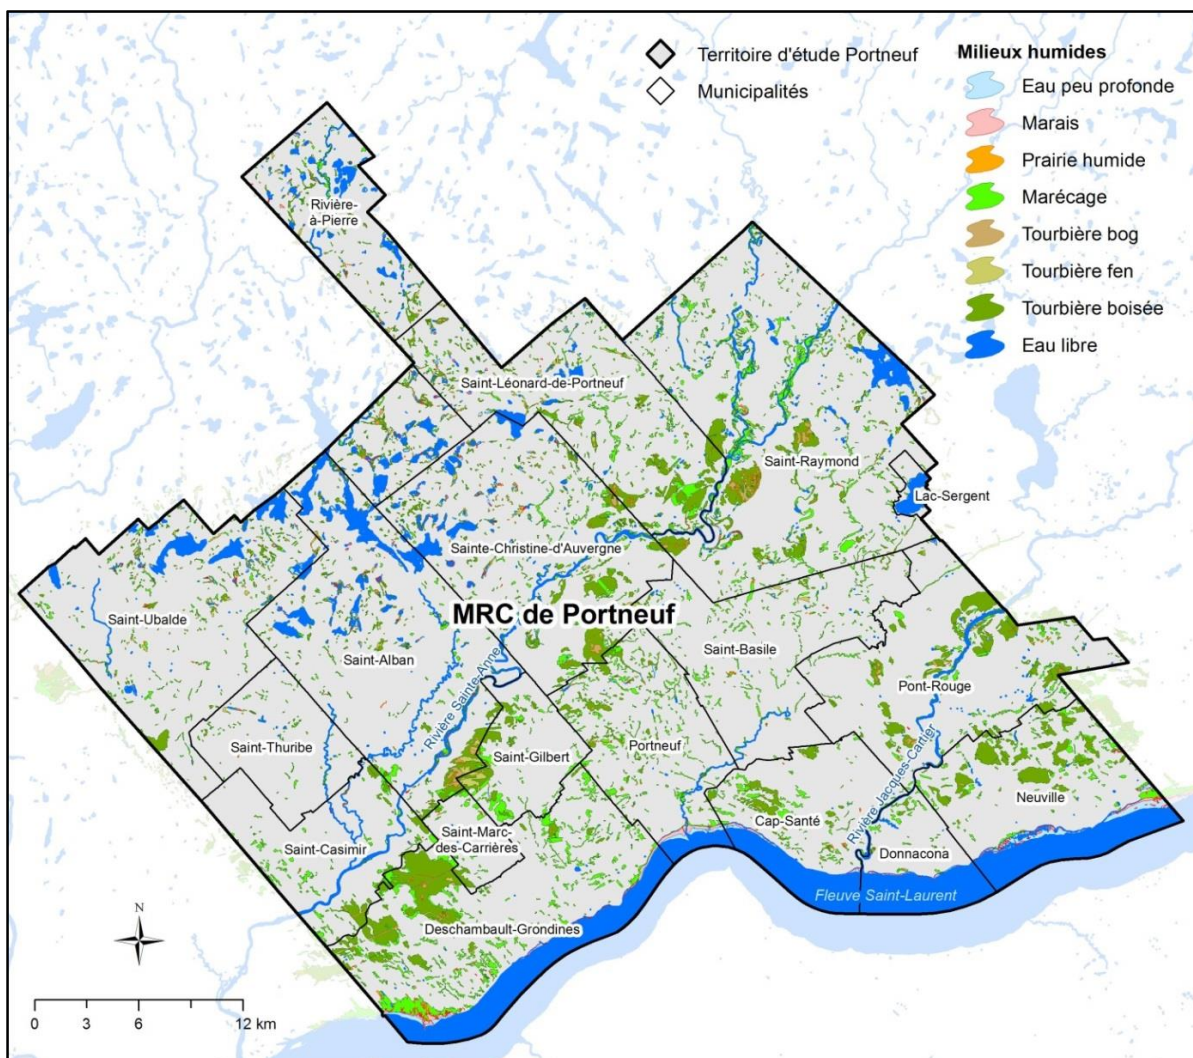 Territoire d'étude Portneuf
Municipalités
Milieux humides
Eau peu profonde
Marais
Prairie humide
Marécage
Tourbière bog
Tourbière fen
Tourbière boisée
Eau libre
Rivière-
à-Pierre
Saint-Léonard-de-Portneuf
Saint-Raymond
Lac-Sergent
Sainte-Christine-d'Auvergne
MRC de Portneuf
Saint-Ubalde
Saint-Alban
Saint-Basile
Rivière Sainte-Anne
Pont-Rouge
Saint-Thuribe
Saint-Gilbert
Portneuf
Rivière Jacques-Cartier
Neuville
Cap-Santé
Saint-Marc-
des-Carrières
Saint-Casimir
Donnacona
Fleuve Saint-Laurent
Deschambault-Grondines
N
0 3 6 12 km